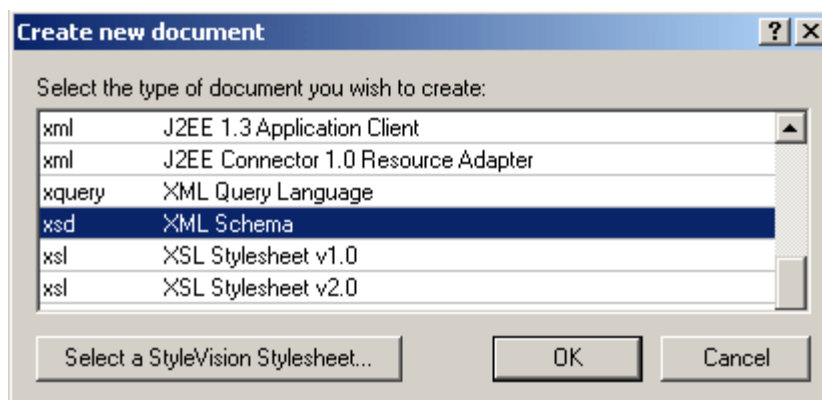 Create new document
Select the type of document you wish to create:
xml J2EE 1.3 Application Client
xml J2EE Connector 1.0 Resource Adapter
xquery XML Query Language
xsd XML Schema
xsl XSL Stylesheet v1.0
xsl XSL Stylesheet v2.0
Select a StyleVision Stylesheet... OK Cancel